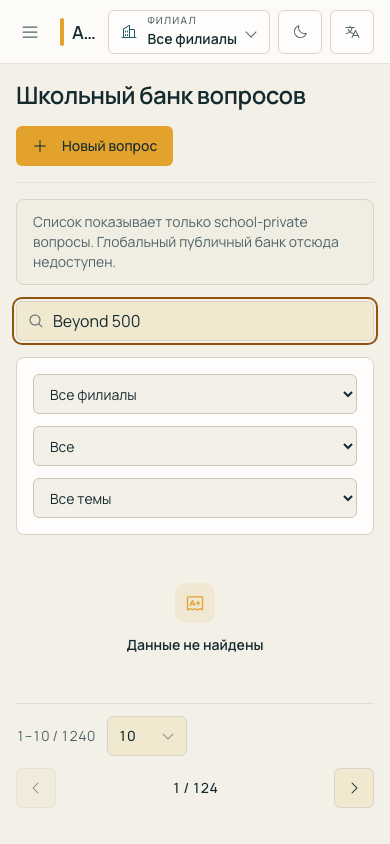 А...
ФИЛИАЛ
Все филиалы
Школьный банк вопросов
Новый вопрос
Список показывает только school-private
вопросы. Глобальный публичный банк отсюда
недоступен.
Beyond 500
Все филиалы
Все
Все темы
A+
Данные не найдены
1–10 / 1240
10
1 / 124